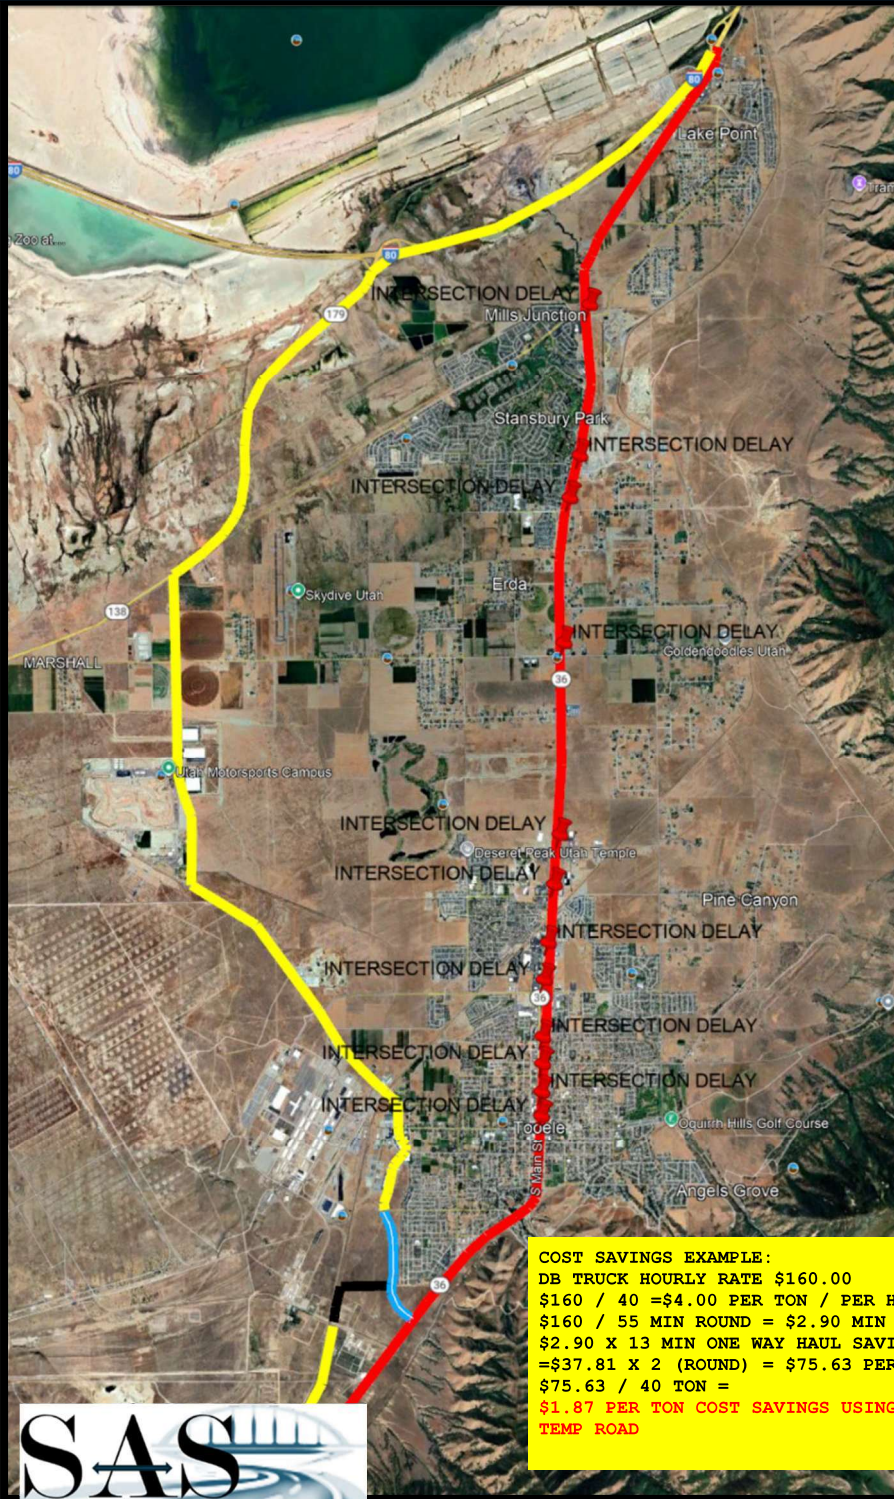 80
Lake Point
80
Zoo at...
80
INTERSECTION DELAY
179
Mills Junction
Stansbury Park
INTERSECTION DELAY
INTERSECTION DELAY
Erda
Skydive Utah
138
INTERSECTION DELAY
MARSHALL
Goldendoodles Utah
36
Utah Motorsports Campus
INTERSECTION DELAY
Deseret Peak Utah Temple
INTERSECTION DELAY
Pine Canyon
INTERSECTION DELAY
INTERSECTION DELAY
36
INTERSECTION DELAY
INTERSECTION DELAY
INTERSECTION DELAY
INTERSECTION DELAY
Tooele
Oquirrh Hills Golf Course
S Main St
Angels Grove
36
COST SAVINGS EXAMPLE:
DB TRUCK HOURLY RATE $160.00
$160 / 40 =$4.00 PER TON / PER H
$160 / 55 MIN ROUND = $2.90 MIN
$2.90 X 13 MIN ONE WAY HAUL SAVI
=$37.81 X 2 (ROUND) = $75.63 PER
$75.63 / 40 TON =
$1.87 PER TON COST SAVINGS USING
TEMP ROAD
SAS